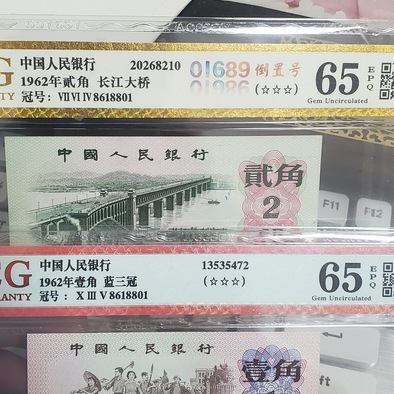 G
RANTY
中国人民银行
1962年贰角 长江大桥
冠号: VII VI IV 8618801
20268210
01689 倒置号
(☆☆☆)
65
EPQ
Gem Uncirculated
中國人民銀行
貳角
2
F11
F12
EG
RANTY
中国人民银行
1962年壹角 蓝三冠
冠号: X III V 8618801
13535472
(☆☆☆)
65
EPQ
Gem Uncirculated
中國人民銀行
壹角
ft